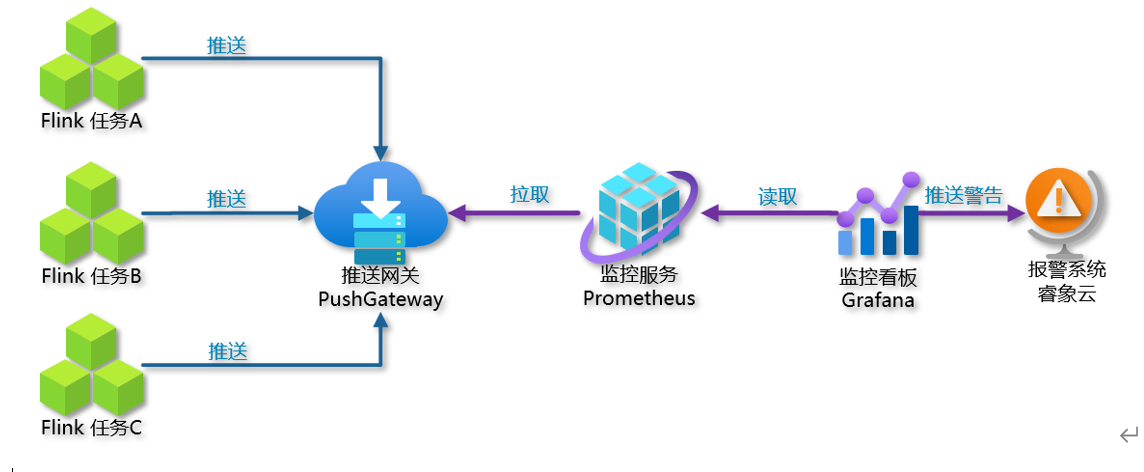 推送
Flink 任务A
推送
Flink 任务B
推送
Flink 任务C
推送网关
PushGateway
拉取
监控服务
Prometheus
读取
监控看板
Grafana
推送警告
报警系统
睿象云